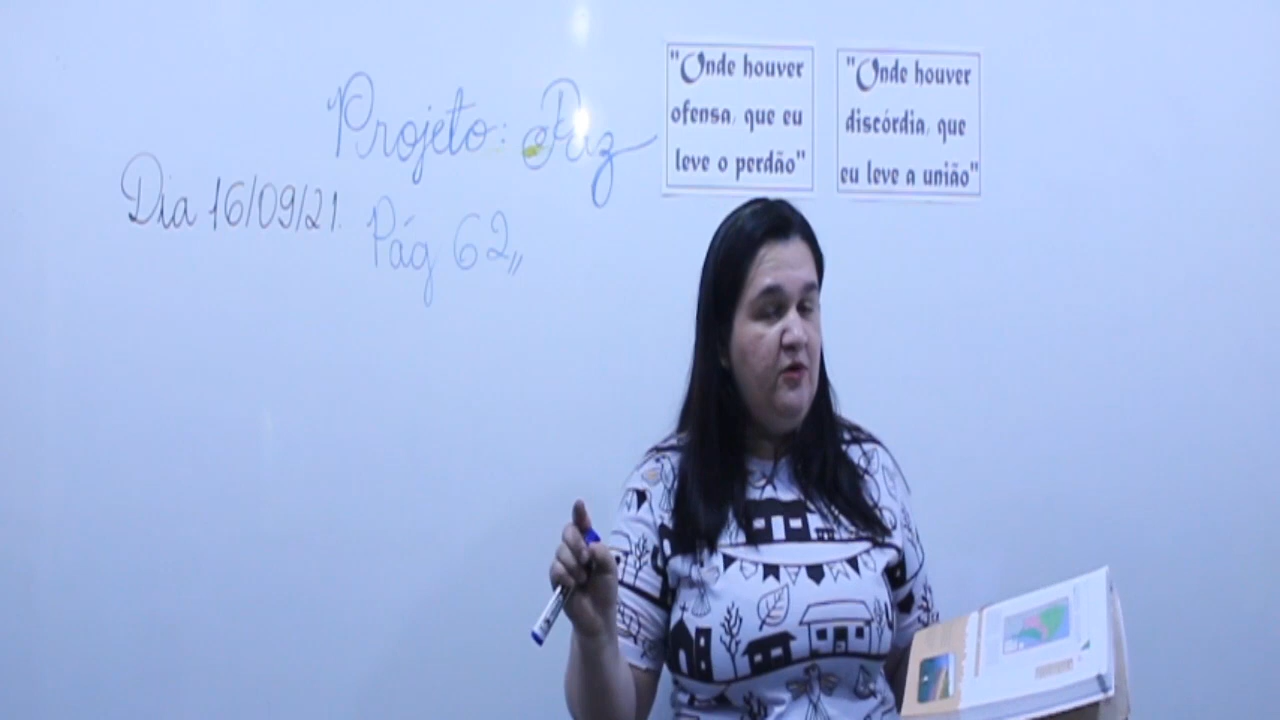 Projeto: Paz
Dia 16/09/21. Pág 62,,
"Onde houver
ofensa, que eu
leve o perdão"
"Onde houver
discórdia, que
eu leve a união"